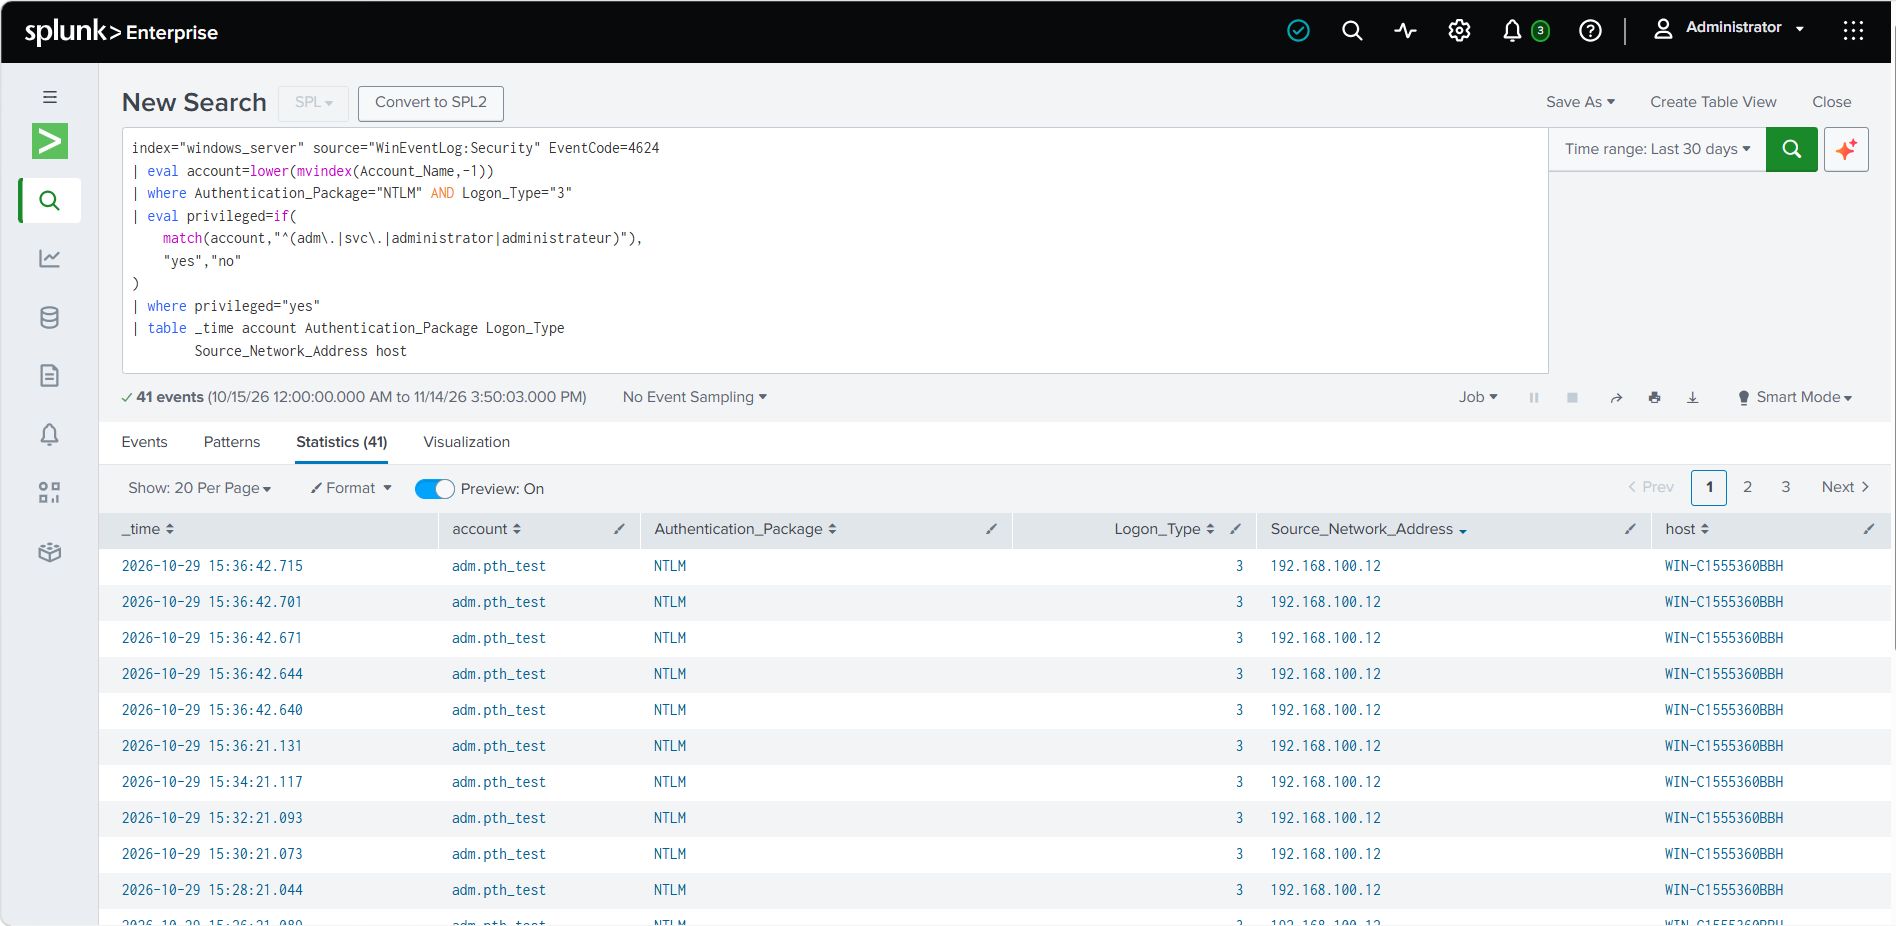 splunk> Enterprise
3
Administrator
New Search
SPL
Convert to SPL2
Save As
Create Table View
Close
index="windows_server" source="WinEventLog:Security" EventCode=4624
| eval account=lower(mvindex(Account_Name,-1))
| where Authentication_Package="NTLM" AND Logon_Type="3"
| eval privileged=if(
match(account,"^(adm\.|svc\.|administrator|administrateur)"),
"yes","no"
)
| where privileged="yes"
| table _time account Authentication_Package Logon_Type
Source_Network_Address host
Time range: Last 30 days
41 events (10/15/26 12:00:00.000 AM to 11/14/26 3:50:03.000 PM)
No Event Sampling
Job
Smart Mode
Events
Patterns
Statistics (41)
Visualization
Show: 20 Per Page
Format
Preview: On
< Prev
1
2
3
Next >
_time account Authentication_Package Logon_Type Source_Network_Address host
2026-10-29 15:36:42.715 adm.pth_test NTLM 3 192.168.100.12 WIN-C1555360BBH
2026-10-29 15:36:42.701 adm.pth_test NTLM 3 192.168.100.12 WIN-C1555360BBH
2026-10-29 15:36:42.671 adm.pth_test NTLM 3 192.168.100.12 WIN-C1555360BBH
2026-10-29 15:36:42.644 adm.pth_test NTLM 3 192.168.100.12 WIN-C1555360BBH
2026-10-29 15:36:42.640 adm.pth_test NTLM 3 192.168.100.12 WIN-C1555360BBH
2026-10-29 15:36:21.131 adm.pth_test NTLM 3 192.168.100.12 WIN-C1555360BBH
2026-10-29 15:34:21.117 adm.pth_test NTLM 3 192.168.100.12 WIN-C1555360BBH
2026-10-29 15:32:21.093 adm.pth_test NTLM 3 192.168.100.12 WIN-C1555360BBH
2026-10-29 15:30:21.073 adm.pth_test NTLM 3 192.168.100.12 WIN-C1555360BBH
2026-10-29 15:28:21.044 adm.pth_test NTLM 3 192.168.100.12 WIN-C1555360BBH